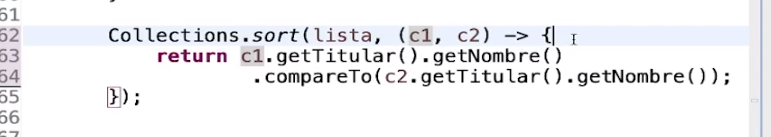 61
62 Collections.sort(lista, (c1, c2) -> {
63 return c1.getTitular().getNombre()
64 .compareTo(c2.getTitular().getNombre());
65 });
66